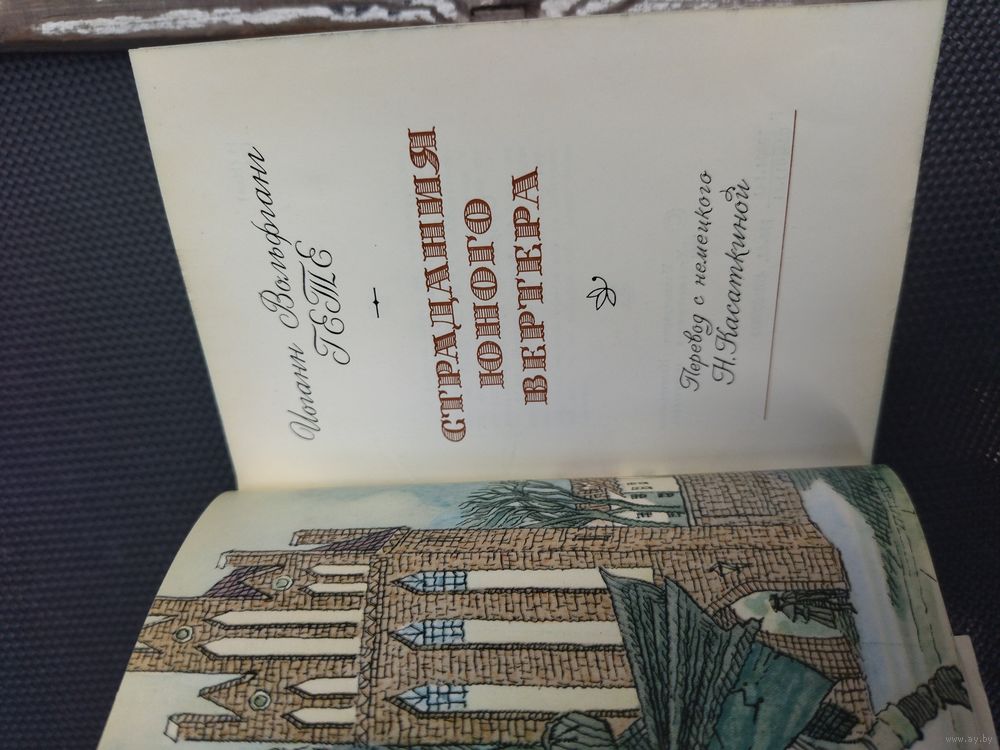 Иоганн Вольфганг
ГЕТЕ
СТРАДАНИЯ
ЮНОГО
ВЕРТЕРА
Перевод с немецкого
Н. Касаткиной
www.ay.by